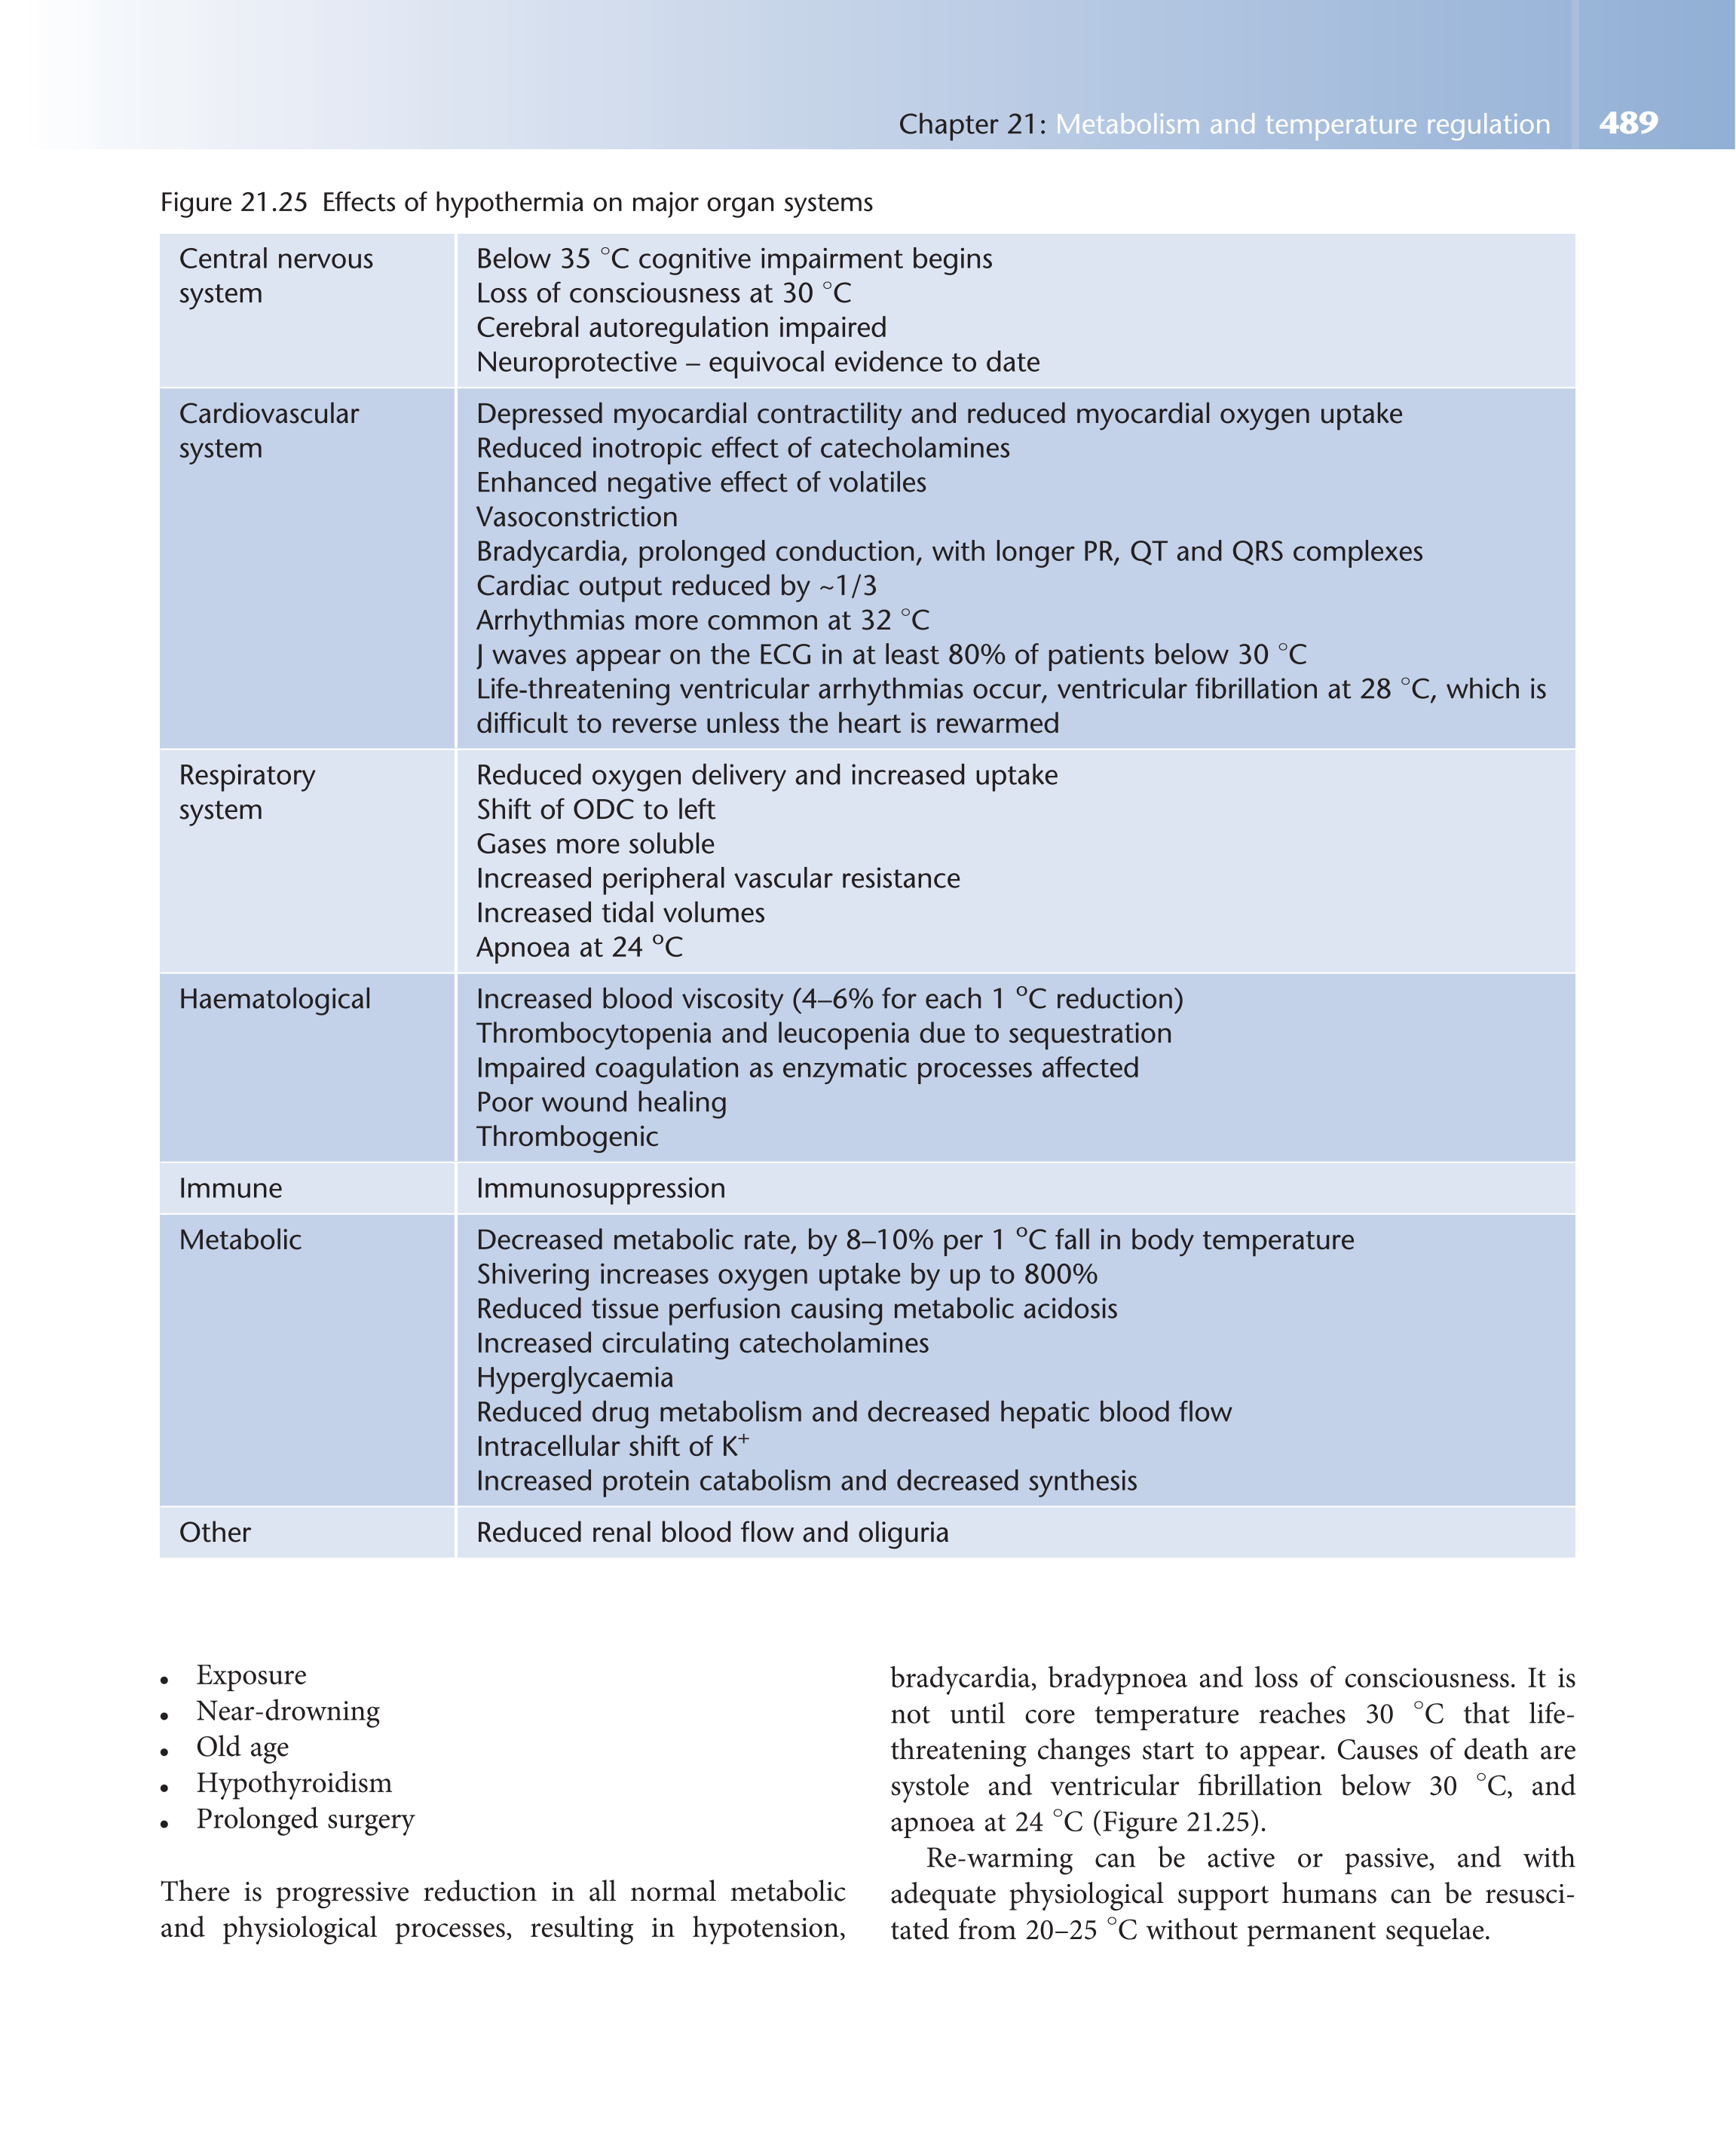 Chapter 21: Metabolism and temperature regulation 489
Figure 21.25 Effects of hypothermia on major organ systems
Central nervous
system
Below 35 °C cognitive impairment begins
Loss of consciousness at 30 °C
Cerebral autoregulation impaired
Neuroprotective – equivocal evidence to date
Cardiovascular
system
Depressed myocardial contractility and reduced myocardial oxygen uptake
Reduced inotropic effect of catecholamines
Enhanced negative effect of volatiles
Vasoconstriction
Bradycardia, prolonged conduction, with longer PR, QT and QRS complexes
Cardiac output reduced by ~1/3
Arrhythmias more common at 32 °C
J waves appear on the ECG in at least 80% of patients below 30 °C
Life-threatening ventricular arrhythmias occur, ventricular fibrillation at 28 °C, which is
difficult to reverse unless the heart is rewarmed
Respiratory
system
Reduced oxygen delivery and increased uptake
Shift of ODC to left
Gases more soluble
Increased peripheral vascular resistance
Increased tidal volumes
Apnoea at 24 °C
Haematological
Increased blood viscosity (4–6% for each 1 °C reduction)
Thrombocytopenia and leucopenia due to sequestration
Impaired coagulation as enzymatic processes affected
Poor wound healing
Thrombogenic
Immune
Immunosuppression
Metabolic
Decreased metabolic rate, by 8–10% per 1 °C fall in body temperature
Shivering increases oxygen uptake by up to 800%
Reduced tissue perfusion causing metabolic acidosis
Increased circulating catecholamines
Hyperglycaemia
Reduced drug metabolism and decreased hepatic blood flow
Intracellular shift of K⁺
Increased protein catabolism and decreased synthesis
Other
Reduced renal blood flow and oliguria
• Exposure
• Near-drowning
• Old age
• Hypothyroidism
• Prolonged surgery
There is progressive reduction in all normal metabolic
and physiological processes, resulting in hypotension,
bradycardia, bradypnoea and loss of consciousness. It is
not until core temperature reaches 30 °C that life-
threatening changes start to appear. Causes of death are
systole and ventricular fibrillation below 30 °C, and
apnoea at 24 °C (Figure 21.25).
Re-warming can be active or passive, and with
adequate physiological support humans can be resusci-
tated from 20–25 °C without permanent sequelae.